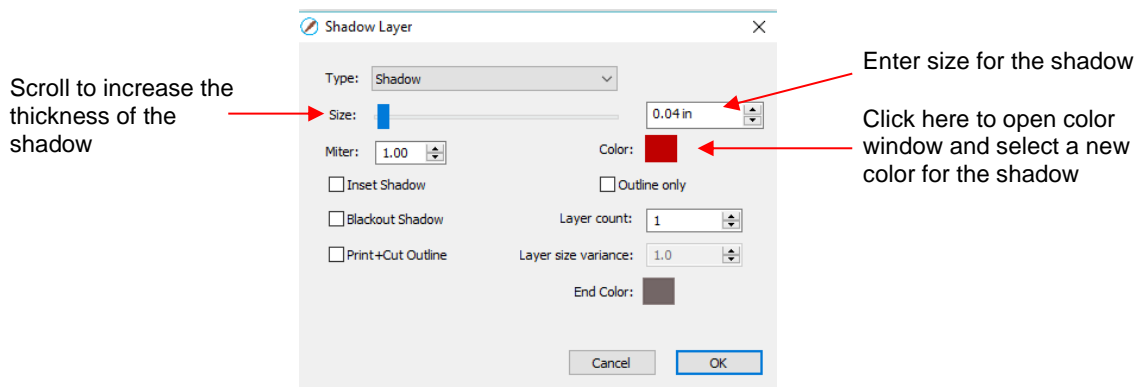 Shadow Layer
Type: Shadow
Scroll to increase the
thickness of the
shadow
Size: 0.04 in
Enter size for the shadow
Miter: 1.00 Color:
Click here to open color
window and select a new
color for the shadow
Inset Shadow Outline only
Blackout Shadow Layer count: 1
Print+Cut Outline Layer size variance: 1.0
End Color:
Cancel OK